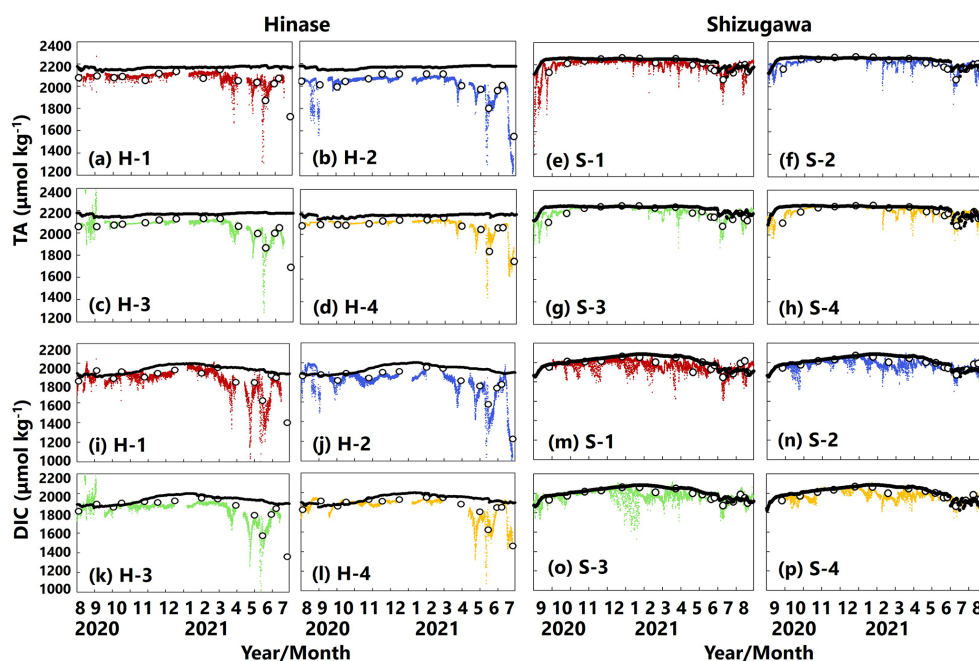 Hinase Shizugawa
2400
2200
2000
1800
1600
1400
1200
(a) H-1 (b) H-2 (e) S-1 (f) S-2
2400
2200
2000
1800
1600
1400
1200
(c) H-3 (d) H-4 (g) S-3 (h) S-4
TA (μmol kg⁻¹)
2200
2000
1800
1600
1400
1200
1000
(i) H-1 (j) H-2 (m) S-1 (n) S-2
2200
2000
1800
1600
1400
1200
1000
(k) H-3 (l) H-4 (o) S-3 (p) S-4
DIC (μmol kg⁻¹)
8 9 10 11 12 1 2 3 4 5 6 7 8 9 10 11 12 1 2 3 4 5 6 7 9 10 11 12 1 2 3 4 5 6 7 8 9 10 11 12 1 2 3 4 5 6 7 8
2020 2021 2020 2021 2020 2021 2020 2021
Year/Month Year/Month